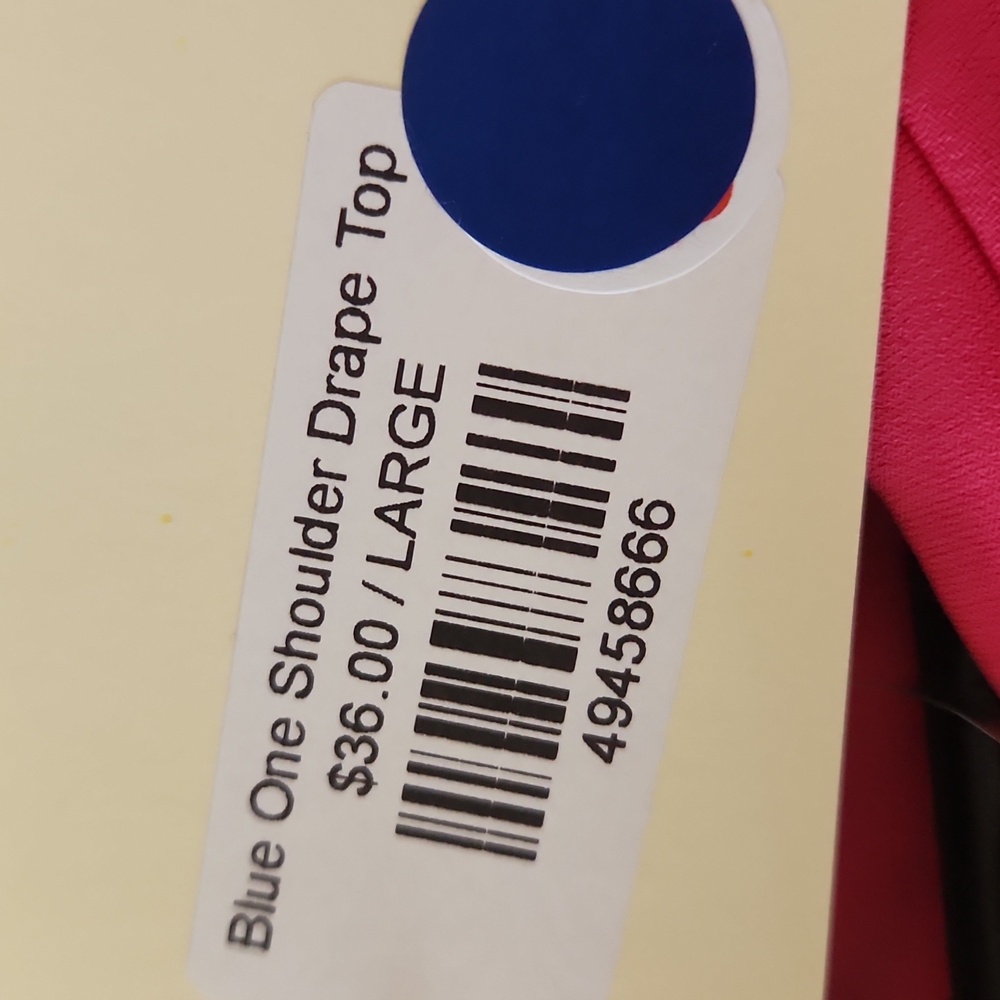 Blue One Shoulder Drape Top
$36.00 / LARGE
49458666